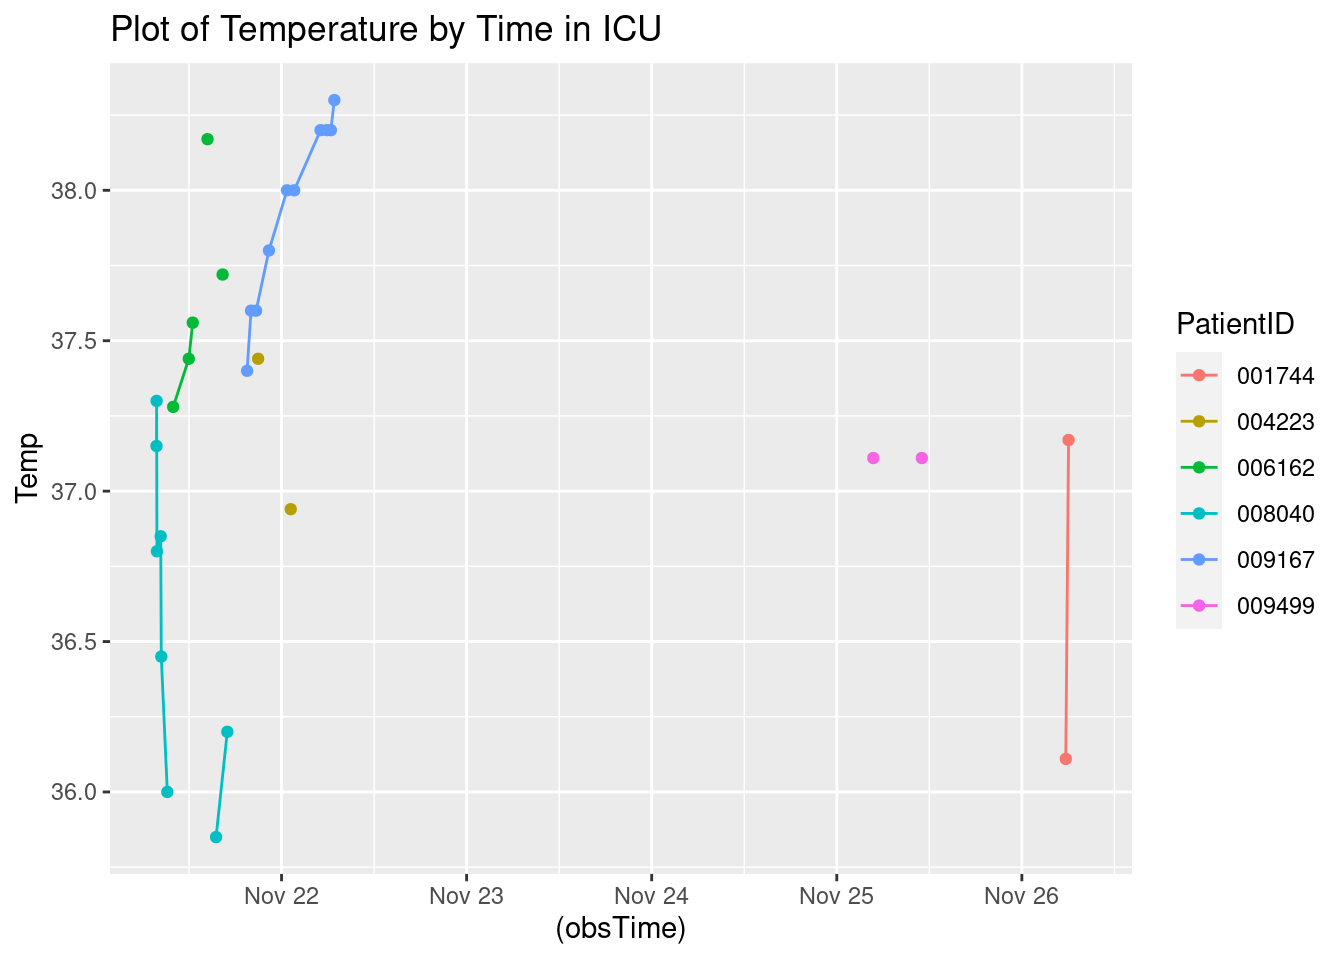 Plot of Temperature by Time in ICU
38.0
37.5
37.0
36.5
36.0
Temp
Nov 22 Nov 23 Nov 24 Nov 25 Nov 26
(obsTime)
PatientID
001744
004223
006162
008040
009167
009499